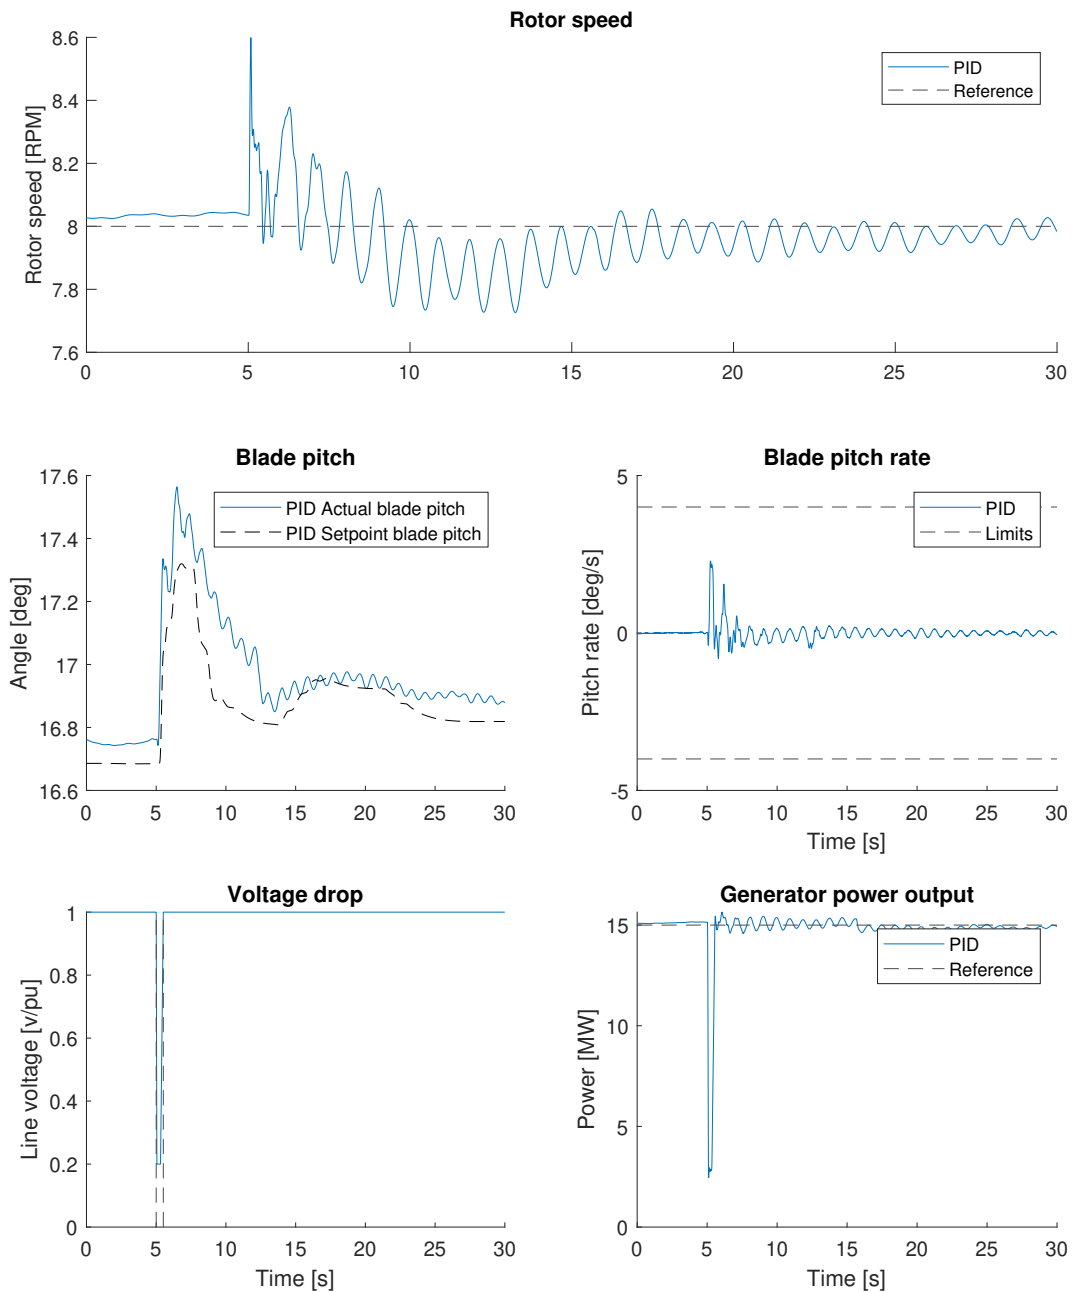 Rotor speed
8.6
8.4
8.2
8
7.8
7.6
Rotor speed [RPM]
PID
Reference
0 5 10 15 20 25 30
Blade pitch
17.6
17.4
17.2
17
16.8
16.6
Angle [deg]
PID Actual blade pitch
PID Setpoint blade pitch
0 5 10 15 20 25 30
Blade pitch rate
5
0
-5
Pitch rate [deg/s]
PID
Limits
0 5 10 15 20 25 30
Time [s]
Voltage drop
1
0.8
0.6
0.4
0.2
0
Line voltage [v/pu]
0 5 10 15 20 25 30
Time [s]
Generator power output
15
10
5
0
Power [MW]
PID
Reference
0 5 10 15 20 25 30
Time [s]